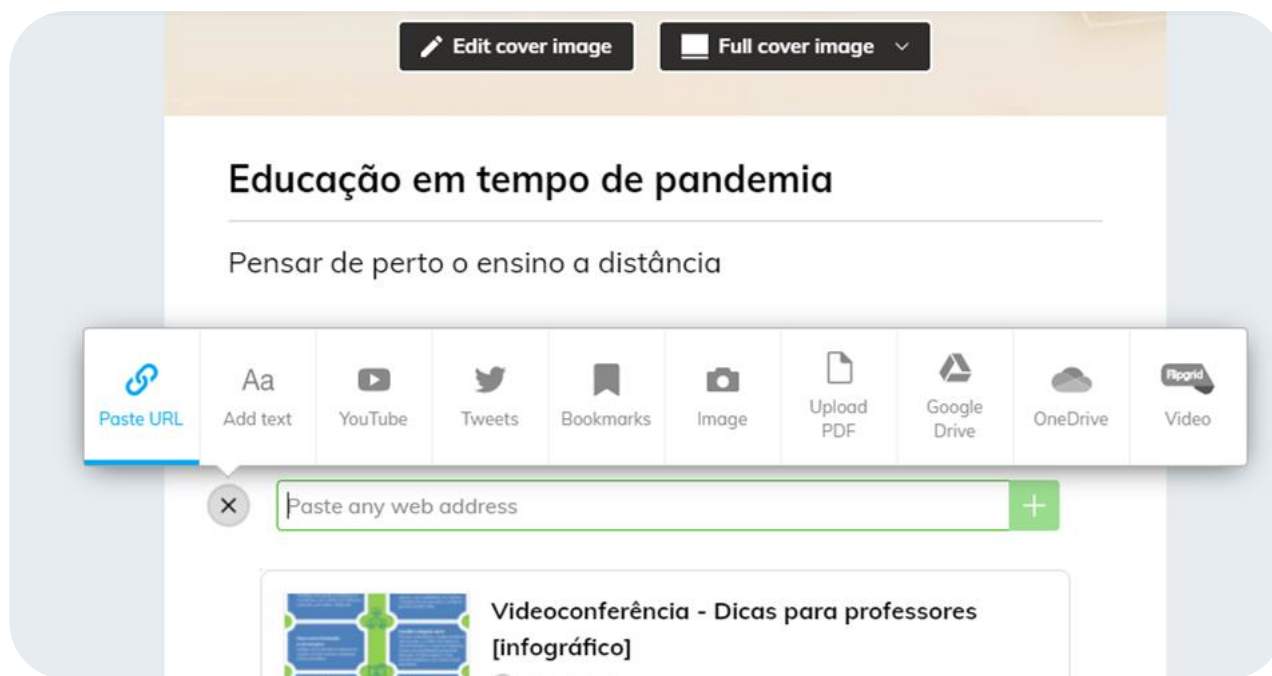 Edit cover image
Full cover image
Educação em tempo de pandemia
Pensar de perto o ensino a distância
Paste URL
Aa
Add text
YouTube
Tweets
Bookmarks
Image
Upload
PDF
Google
Drive
OneDrive
Flipgrid
Video
Paste any web address
Videoconferência - Dicas para professores
[infográfico]